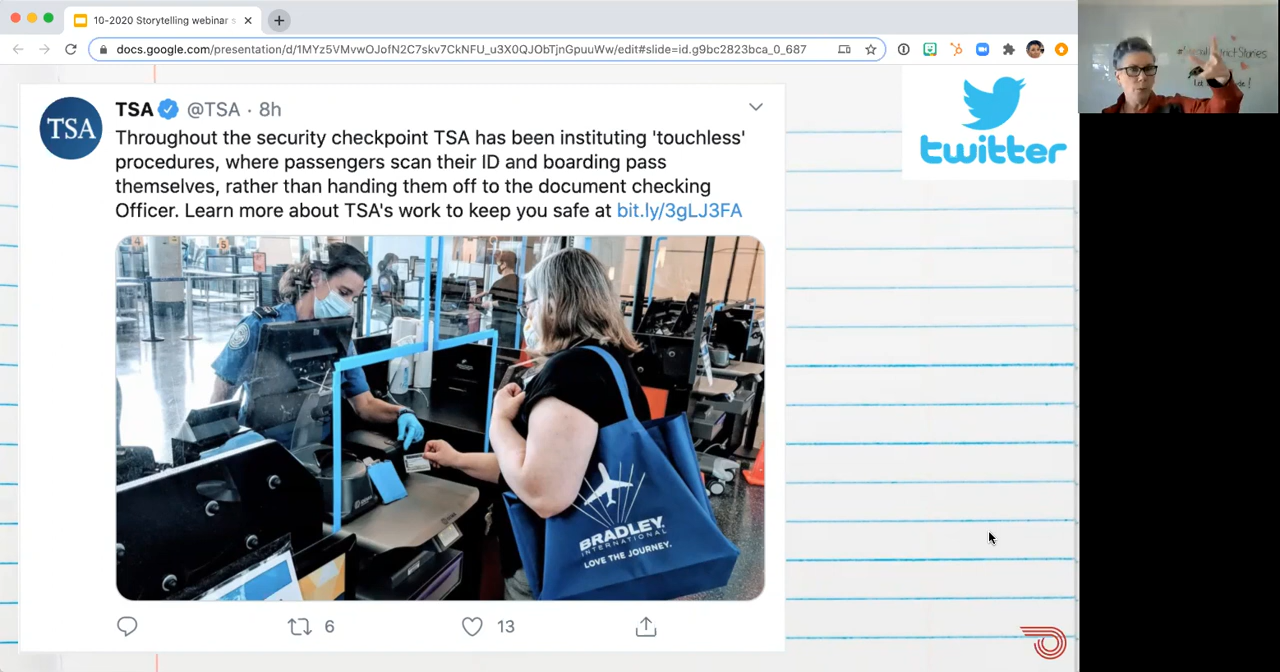 10-2020 Storytelling webinar s
docs.google.com/presentation/d/1MYz5VMvwOJofN2C7skv7CkNFU_u3X0QJObTjnGpuuWw/edit#slide=id.g9bc2823bca_0_687
TSA @TSA · 8h
Throughout the security checkpoint TSA has been instituting 'touchless'
procedures, where passengers scan their ID and boarding pass
themselves, rather than handing them off to the document checking
Officer. Learn more about TSA's work to keep you safe at bit.ly/3gLJ3FA
TSA
twitter
BRADLEY
INTERNATIONAL
LOVE THE JOURNEY.
6
13